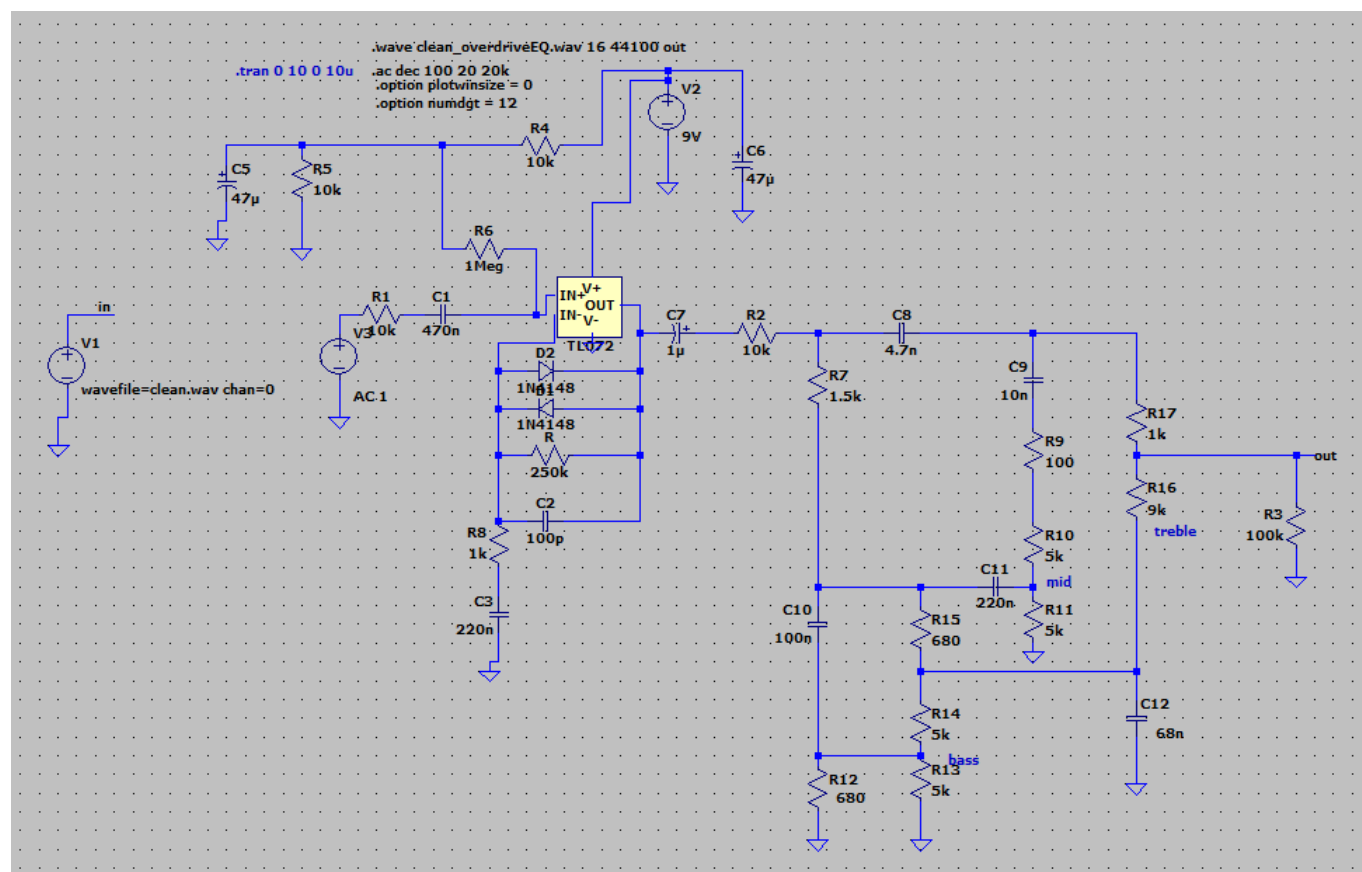 .wave clean_overdriveEQ.wav 16 44100 out
.tran 0 10 0 10u
.ac dec 100 20 20k
.option plotwinsize = 0
.option numdgt = 12
V2
9V
R4
10k
C6
47µ
C5
47µ
R5
10k
R6
1Meg
in
V1
wavefile=clean.wav chan=0
R1
10k
C1
470n
V3
AC 1
IN+
V+
OUT
IN-
V-
TL072
D2
1N4148
D1
1N4148
R
250k
C2
100p
R8
1k
C3
220n
C7
1µ
R2
10k
C8
4.7n
R7
1.5k
C9
10n
R9
100
R17
1k
out
R16
9k
treble
R3
100k
R10
5k
C11
220n
mid
R11
5k
C10
100n
R15
680
R14
5k
C12
68n
bass
R13
5k
R12
680